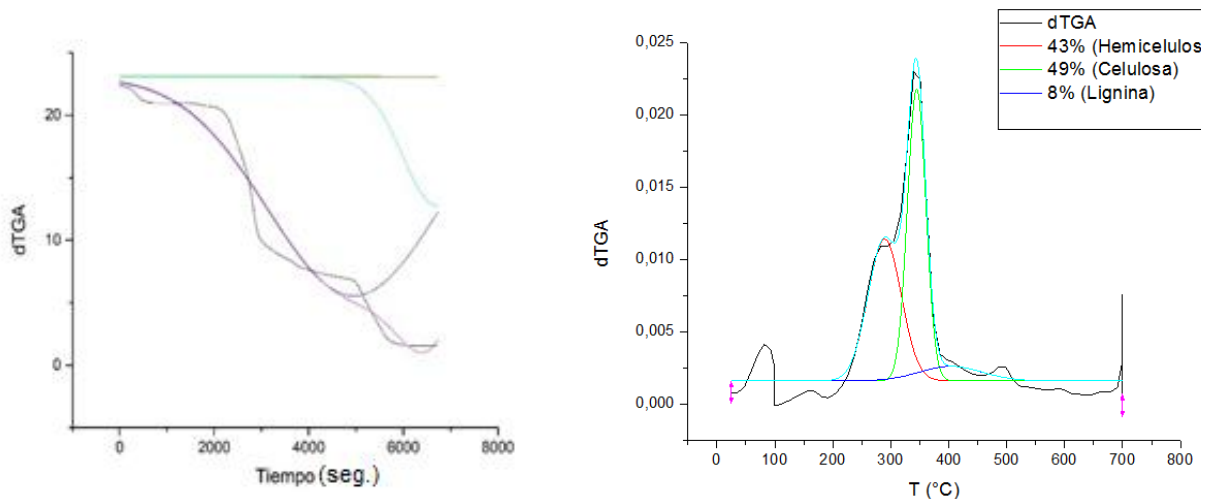 20
10
0
dTGA
0
2000
4000
6000
8000
Tiempo (seg.)
dTGA
43% (Hemicelulos
49% (Celulosa)
8% (Lignina)
0,025
0,020
0,015
0,010
0,005
0,000
dTGA
0
100
200
300
400
500
600
700
800
T (°C)